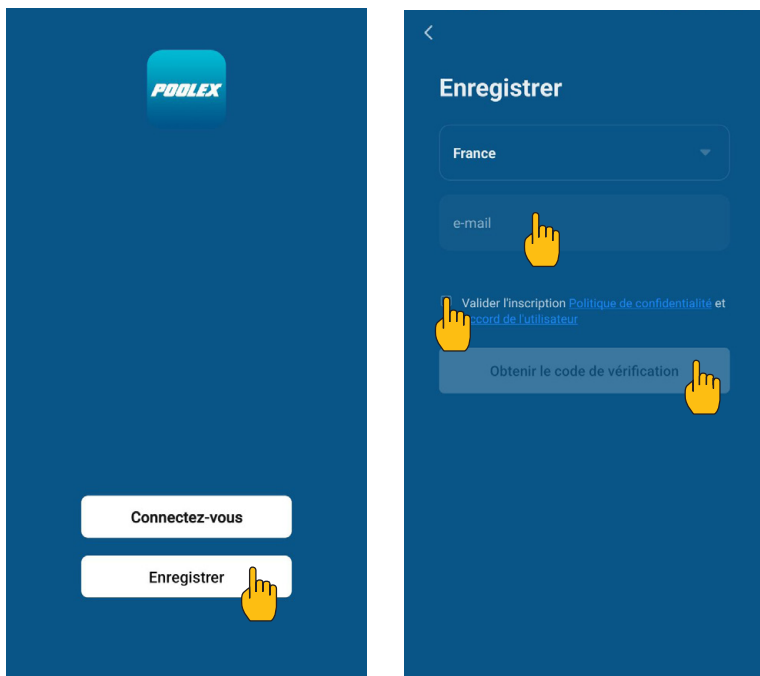 POOLEX
Connectez-vous
Enregistrer
Enregistrer
France
e-mail
Valider l'inscription Politique de confidentialité et
ccord de l'utilisateur
Obtenir le code de vérification